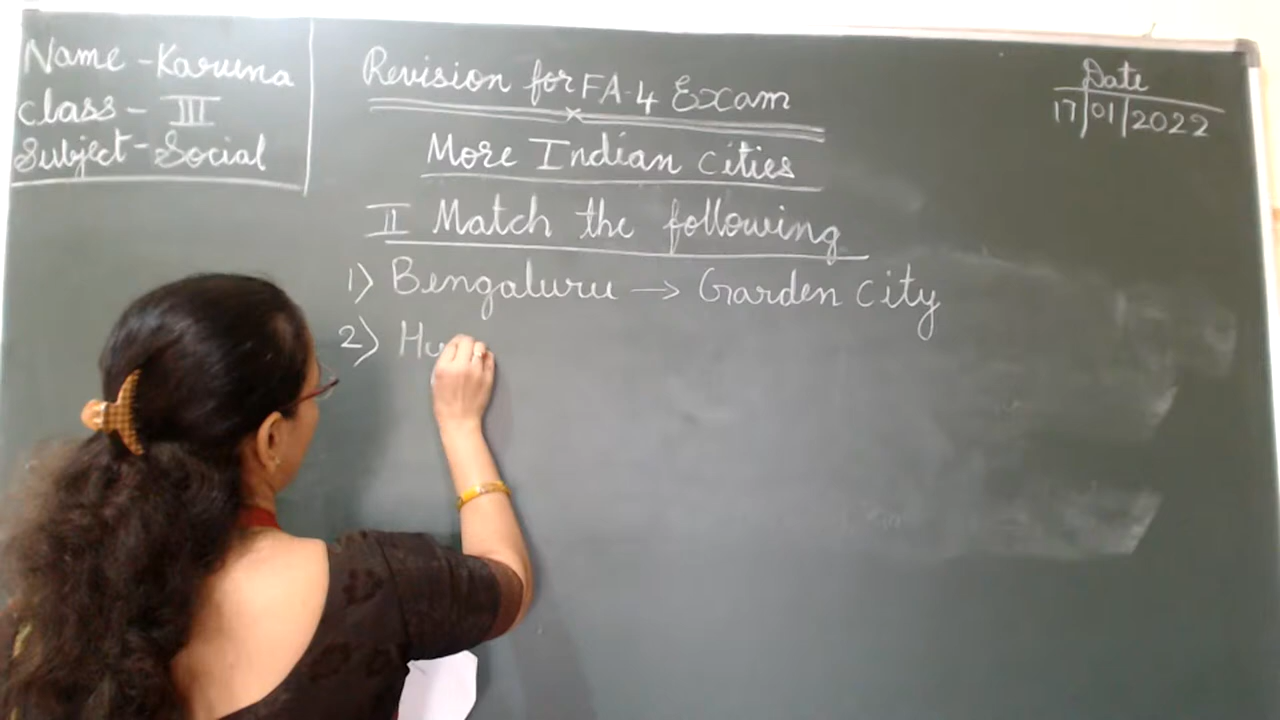 Name - Karuna
Class - III
Subject - Social
Revision for FA-4 Exam
Date
17/01/2022
More Indian Cities
II Match the following
1) Bengaluru → Garden City
2) Hu